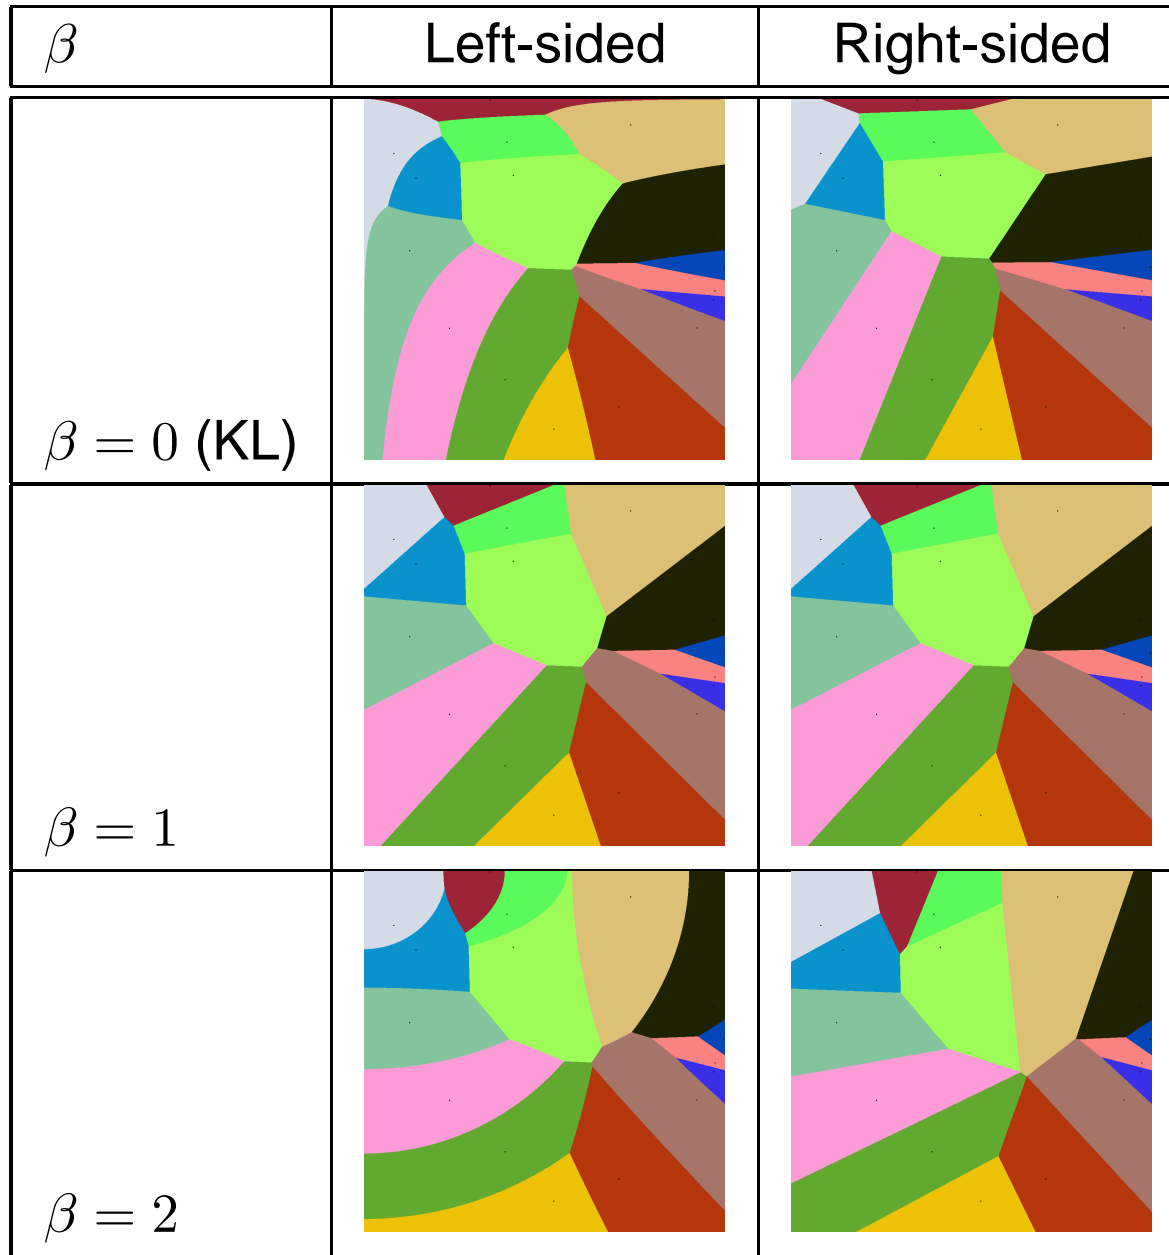 β Left-sided Right-sided
β = 0 (KL)
β = 1
β = 2